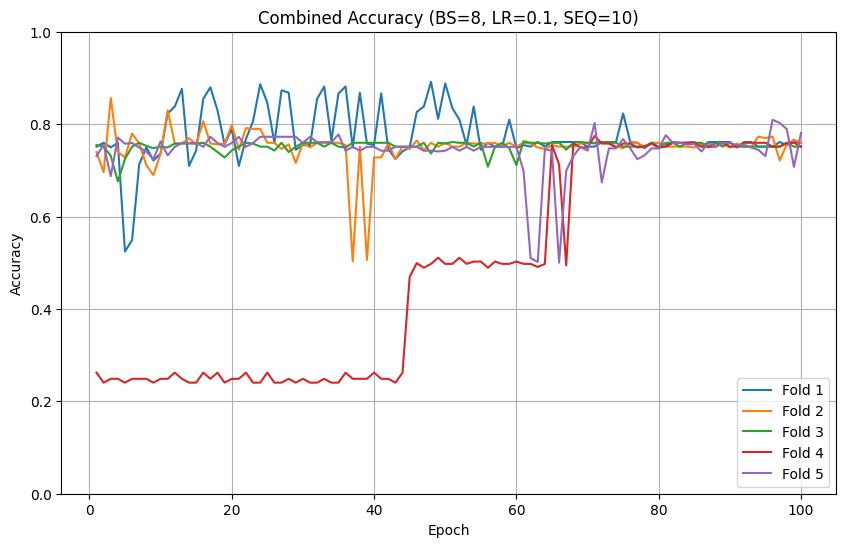 Combined Accuracy (BS=8, LR=0.1, SEQ=10)
1.0
0.8
0.6
0.4
0.2
0.0
Accuracy
0 20 40 60 80 100
Epoch
Fold 1
Fold 2
Fold 3
Fold 4
Fold 5